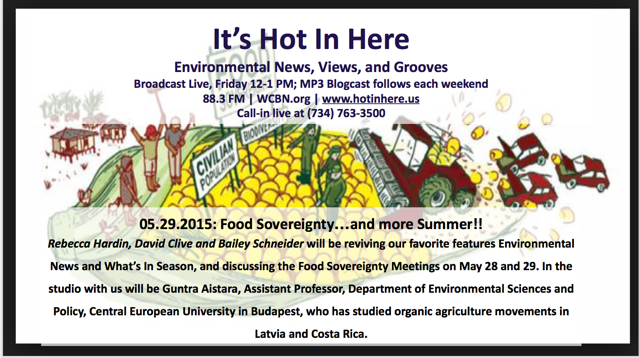 It's Hot In Here
Environmental News, Views, and Grooves
Broadcast Live, Friday 12-1 PM; MP3 Blogcast follows each weekend
88.3 FM | WCBN.org | www.hotinhere.us
Call-in live at (734) 763-3500
FOOD
BIODIVERS
CIVILIAN
POPULATION
05.29.2015: Food Sovereignty…and more Summer!!
Rebecca Hardin, David Clive and Bailey Schneider will be reviving our favorite features Environmental
News and What's In Season, and discussing the Food Sovereignty Meetings on May 28 and 29. In the
studio with us will be Guntra Aistara, Assistant Professor, Department of Environmental Sciences and
Policy, Central European University in Budapest, who has studied organic agriculture movements in
Latvia and Costa Rica.